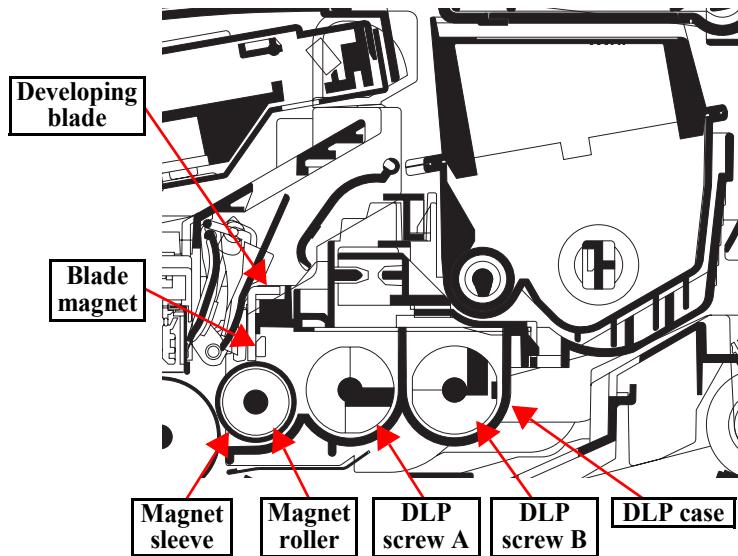 Developing
blade
Blade
magnet
Magnet
sleeve
Magnet
roller
DLP
screw A
DLP
screw B
DLP case